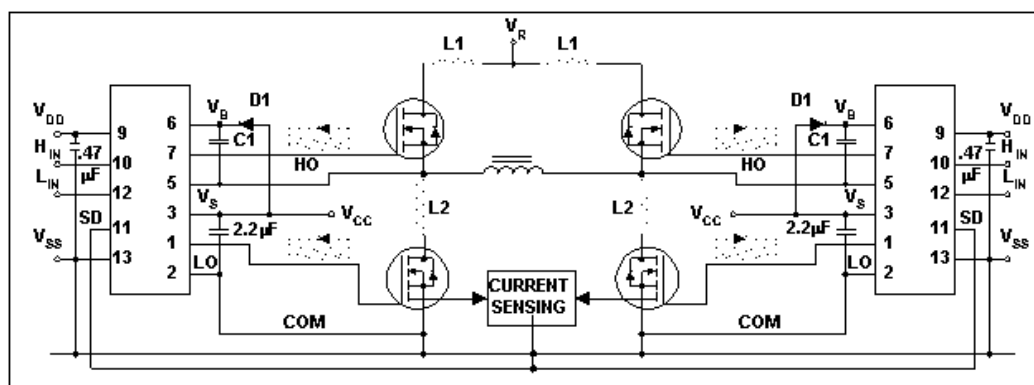 V_R
L1 L1
D1 D1
V_DD 9 6 V_B V_B 6 9 V_DD
H_IN .47 C1 C1 .47 H_IN
10 7 HO HO 7 10
µF µF
L_IN 12 5 5 12 L_IN
V_S L2 L2 V_S
SD 11 3 V_CC V_CC 3 11 SD
2.2µF 2.2µF
V_SS 13 1 1 13 V_SS
2 LO LO 2
CURRENT
SENSING
COM COM